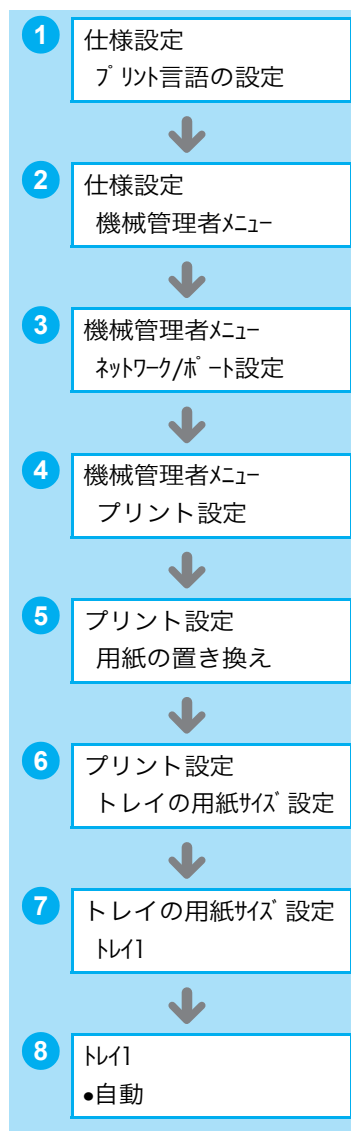 1
仕様設定
ﾌﾟﾘﾝﾄ言語の設定
2
仕様設定
機械管理者ﾒﾆｭｰ
3
機械管理者ﾒﾆｭｰ
ﾈｯﾄﾜｰｸ/ﾎﾟｰﾄ設定
4
機械管理者ﾒﾆｭｰ
プリント設定
5
プリント設定
用紙の置き換え
6
プリント設定
トレイの用紙ｻｲｽﾞ設定
7
トレイの用紙ｻｲｽﾞ設定
ﾄﾚｲ1
8
ﾄﾚｲ1
•自動